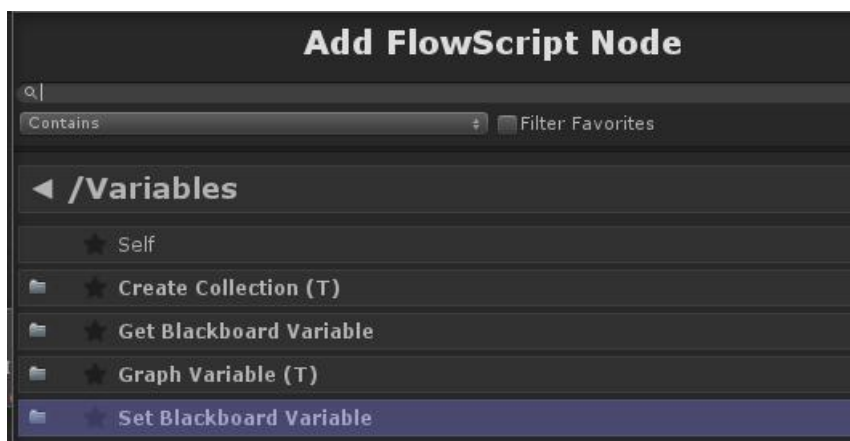 Add FlowScript Node
Contains
Filter Favorites
◄ /Variables
Self
Create Collection (T)
Get Blackboard Variable
Graph Variable (T)
Set Blackboard Variable